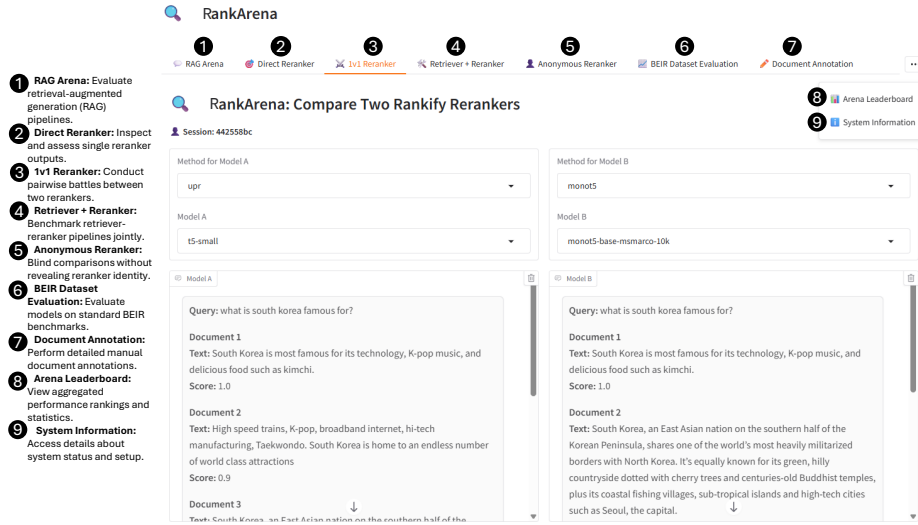 RankArena
1
2
3
4
5
6
7
RAG Arena
Direct Reranker
1v1 Reranker
Retriever + Reranker
Anonymous Reranker
BEIR Dataset Evaluation
Document Annotation
...
1 RAG Arena: Evaluate
retrieval-augmented
generation (RAG)
pipelines.
2 Direct Reranker: Inspect
and assess single reranker
outputs.
3 1v1 Reranker: Conduct
pairwise battles between
two rerankers.
4 Retriever + Reranker:
Benchmark retriever-
reranker pipelines jointly.
5 Anonymous Reranker:
Blind comparisons without
revealing reranker identity.
6 BEIR Dataset
Evaluation: Evaluate
models on standard BEIR
benchmarks.
7 Document Annotation:
Perform detailed manual
document annotations.
8 Arena Leaderboard:
View aggregated
performance rankings and
statistics.
9 System Information:
Access details about
system status and setup.
RankArena: Compare Two Rankify Rerankers
8 Arena Leaderboard
9 System Information
Session: 442558bc
Method for Model A
upr
Model A
t5-small
Method for Model B
monot5
Model B
monot5-base-msmarco-10k
Model A
Query: what is south korea famous for?
Document 1
Text: South Korea is most famous for its technology, K-pop music, and
delicious food such as kimchi.
Score: 1.0
Document 2
Text: High speed trains, K-pop, broadband internet, hi-tech
manufacturing, Taekwondo. South Korea is home to an endless number
of world class attractions
Score: 0.9
Document 3
Text: South Korea, an East Asian nation on the southern half of the
Model B
Query: what is south korea famous for?
Document 1
Text: South Korea is most famous for its technology, K-pop music, and
delicious food such as kimchi.
Score: 1.0
Document 2
Text: South Korea, an East Asian nation on the southern half of the
Korean Peninsula, shares one of the world's most heavily militarized
borders with North Korea. It's equally known for its green, hilly
countryside dotted with cherry trees and centuries-old Buddhist temples,
plus its coastal fishing villages, sub-tropical islands and high-tech cities
such as Seoul, the capital.